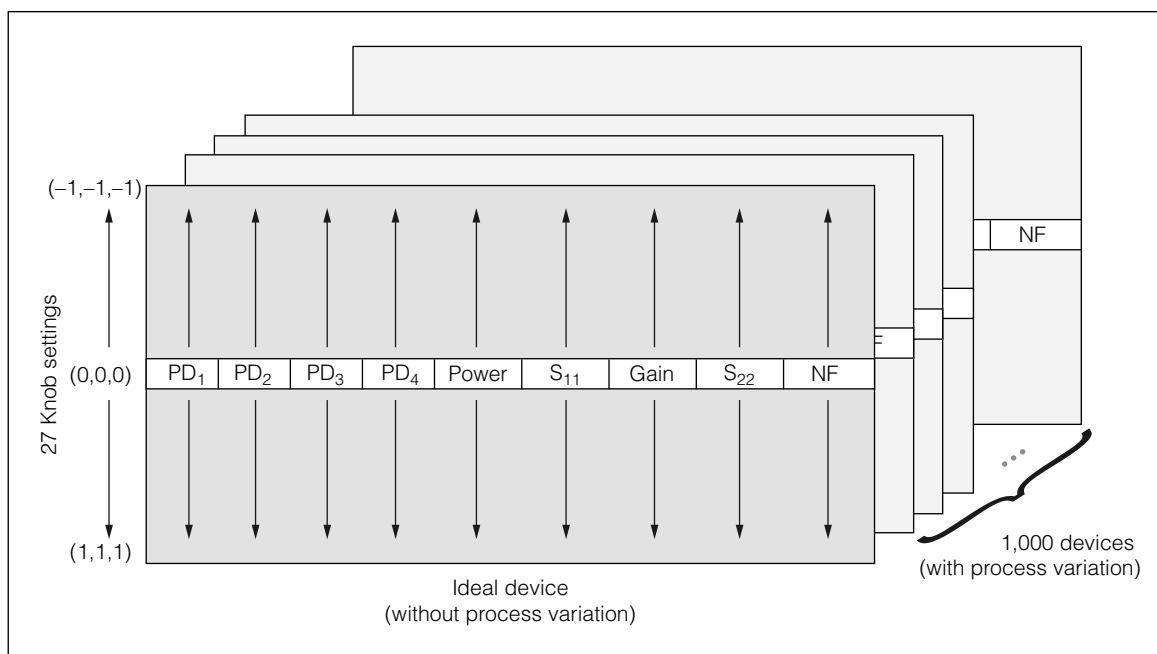 (–1,–1,–1)
27 Knob settings
(0,0,0)
PD₁ PD₂ PD₃ PD₄ Power S₁₁ Gain S₂₂ NF
F
NF
(1,1,1)
Ideal device
(without process variation)
...
1,000 devices
(with process variation)